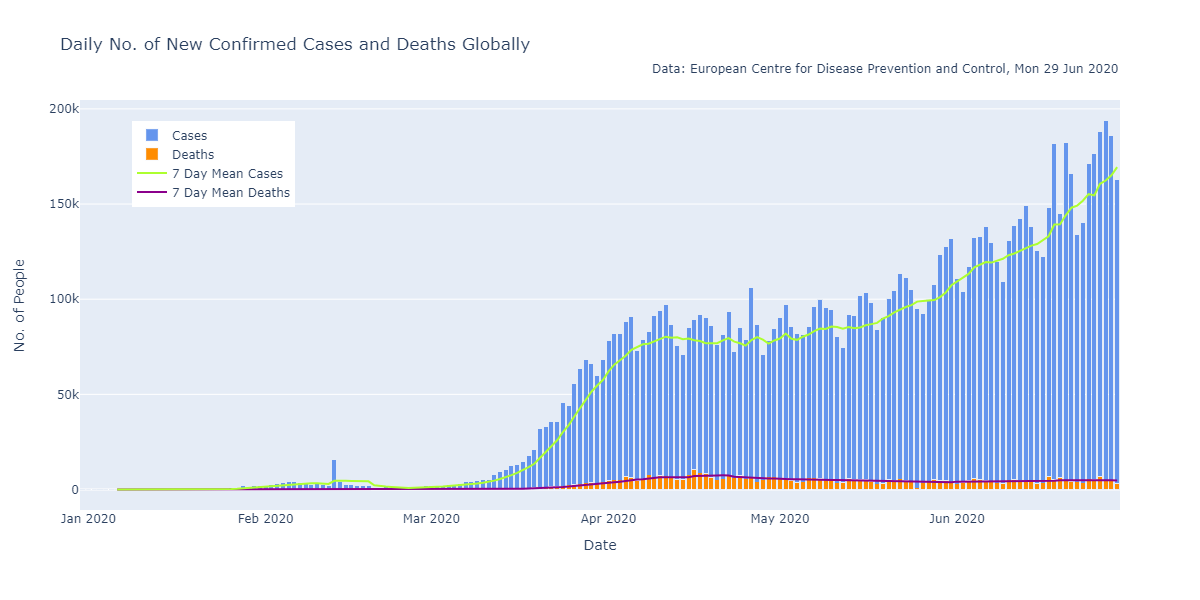 Daily No. of New Confirmed Cases and Deaths Globally
Data: European Centre for Disease Prevention and Control, Mon 29 Jun 2020
200k
150k
100k
50k
0
No. of People
Cases
Deaths
7 Day Mean Cases
7 Day Mean Deaths
Jan 2020 Feb 2020 Mar 2020 Apr 2020 May 2020 Jun 2020
Date